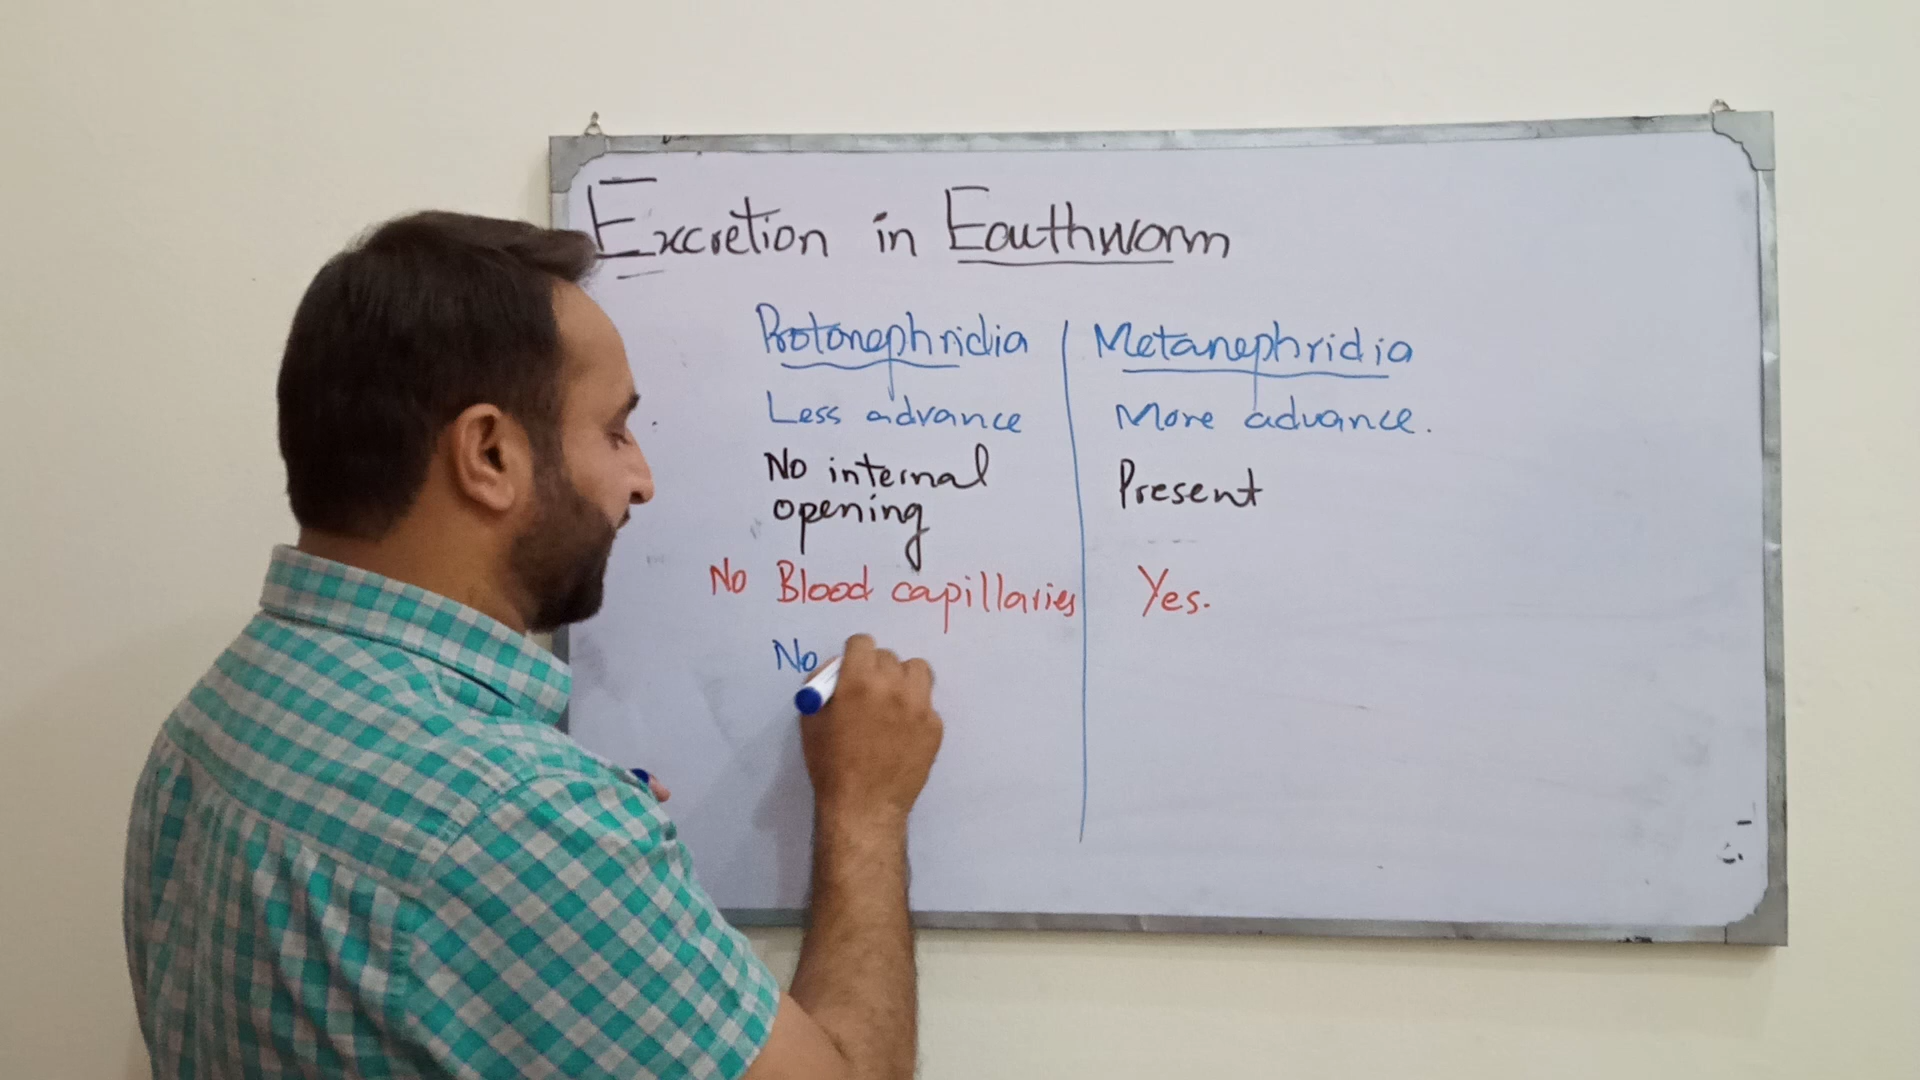 Excretion in Earthworm
Protonephridia Metanephridia
Less advance More advance.
No internal Present
opening
No Blood capillaries Yes.
No